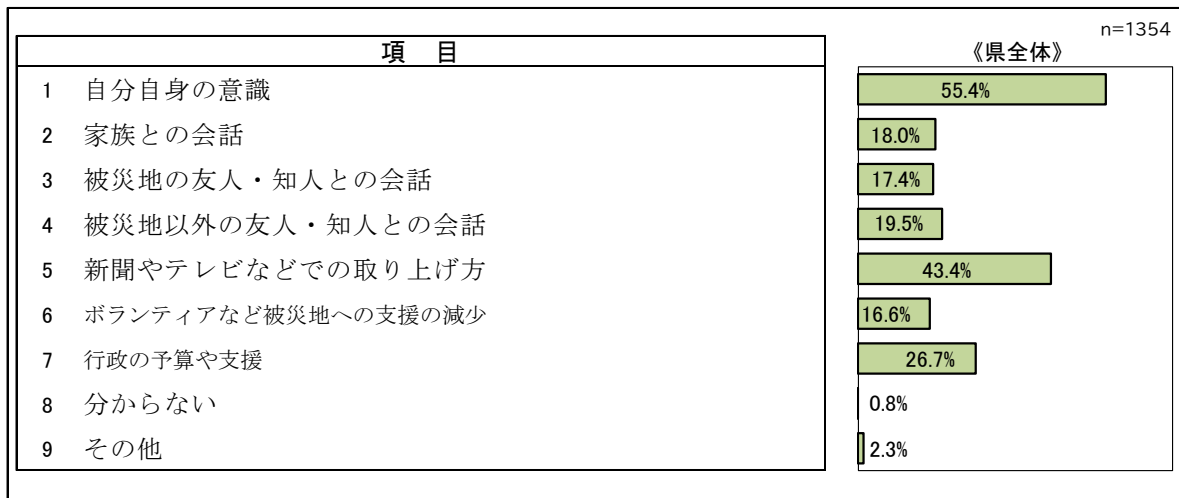 n=1354
項　目　《県全体》
1 自分自身の意識 55.4%
2 家族との会話 18.0%
3 被災地の友人・知人との会話 17.4%
4 被災地以外の友人・知人との会話 19.5%
5 新聞やテレビなどでの取り上げ方 43.4%
6 ボランティアなど被災地への支援の減少 16.6%
7 行政の予算や支援 26.7%
8 分からない 0.8%
9 その他 2.3%